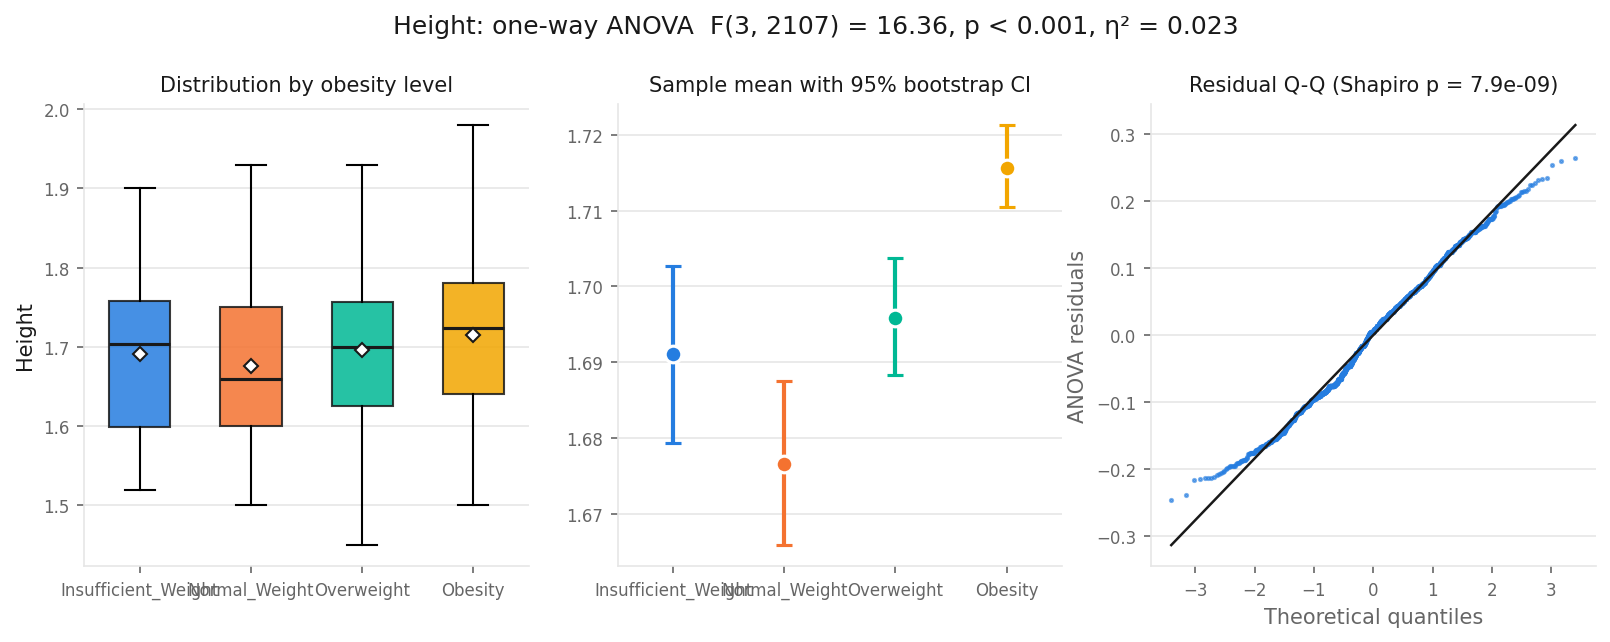 Height: one-way ANOVA  F(3, 2107) = 16.36, p < 0.001, η² = 0.023
Distribution by obesity level
Height
2.0
1.9
1.8
1.7
1.6
1.5
Insufficient_Weight
Normal_Weight
Overweight
Obesity
Sample mean with 95% bootstrap CI
1.72
1.71
1.70
1.69
1.68
1.67
Insufficient_Weight
Normal_Weight
Overweight
Obesity
Residual Q-Q (Shapiro p = 7.9e-09)
ANOVA residuals
0.3
0.2
0.1
0.0
−0.1
−0.2
−0.3
−3 −2 −1 0 1 2 3
Theoretical quantiles